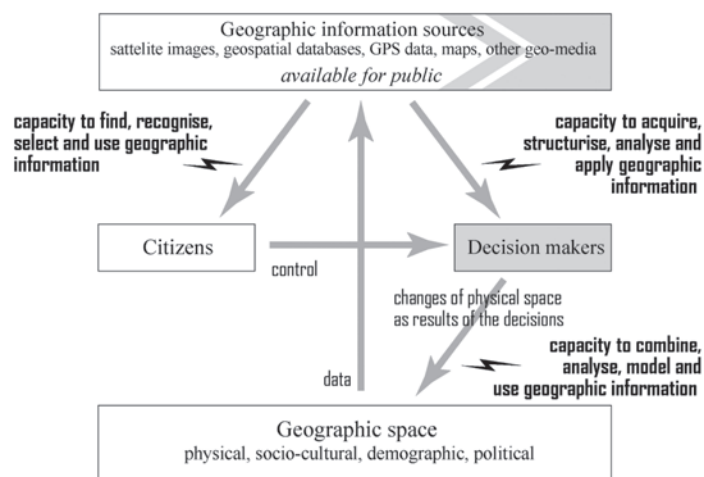 Geographic information sources
sattelite images, geospatial databases, GPS data, maps, other geo-media
available for public
capacity to find, recognise,
select and use geographic
information
capacity to acquire,
structurise, analyse and
apply geographic
information
Citizens
control
Decision makers
changes of physical space
as results of the decisions
capacity to combine,
analyse, model and
use geographic information
data
Geographic space
physical, socio-cultural, demographic, political